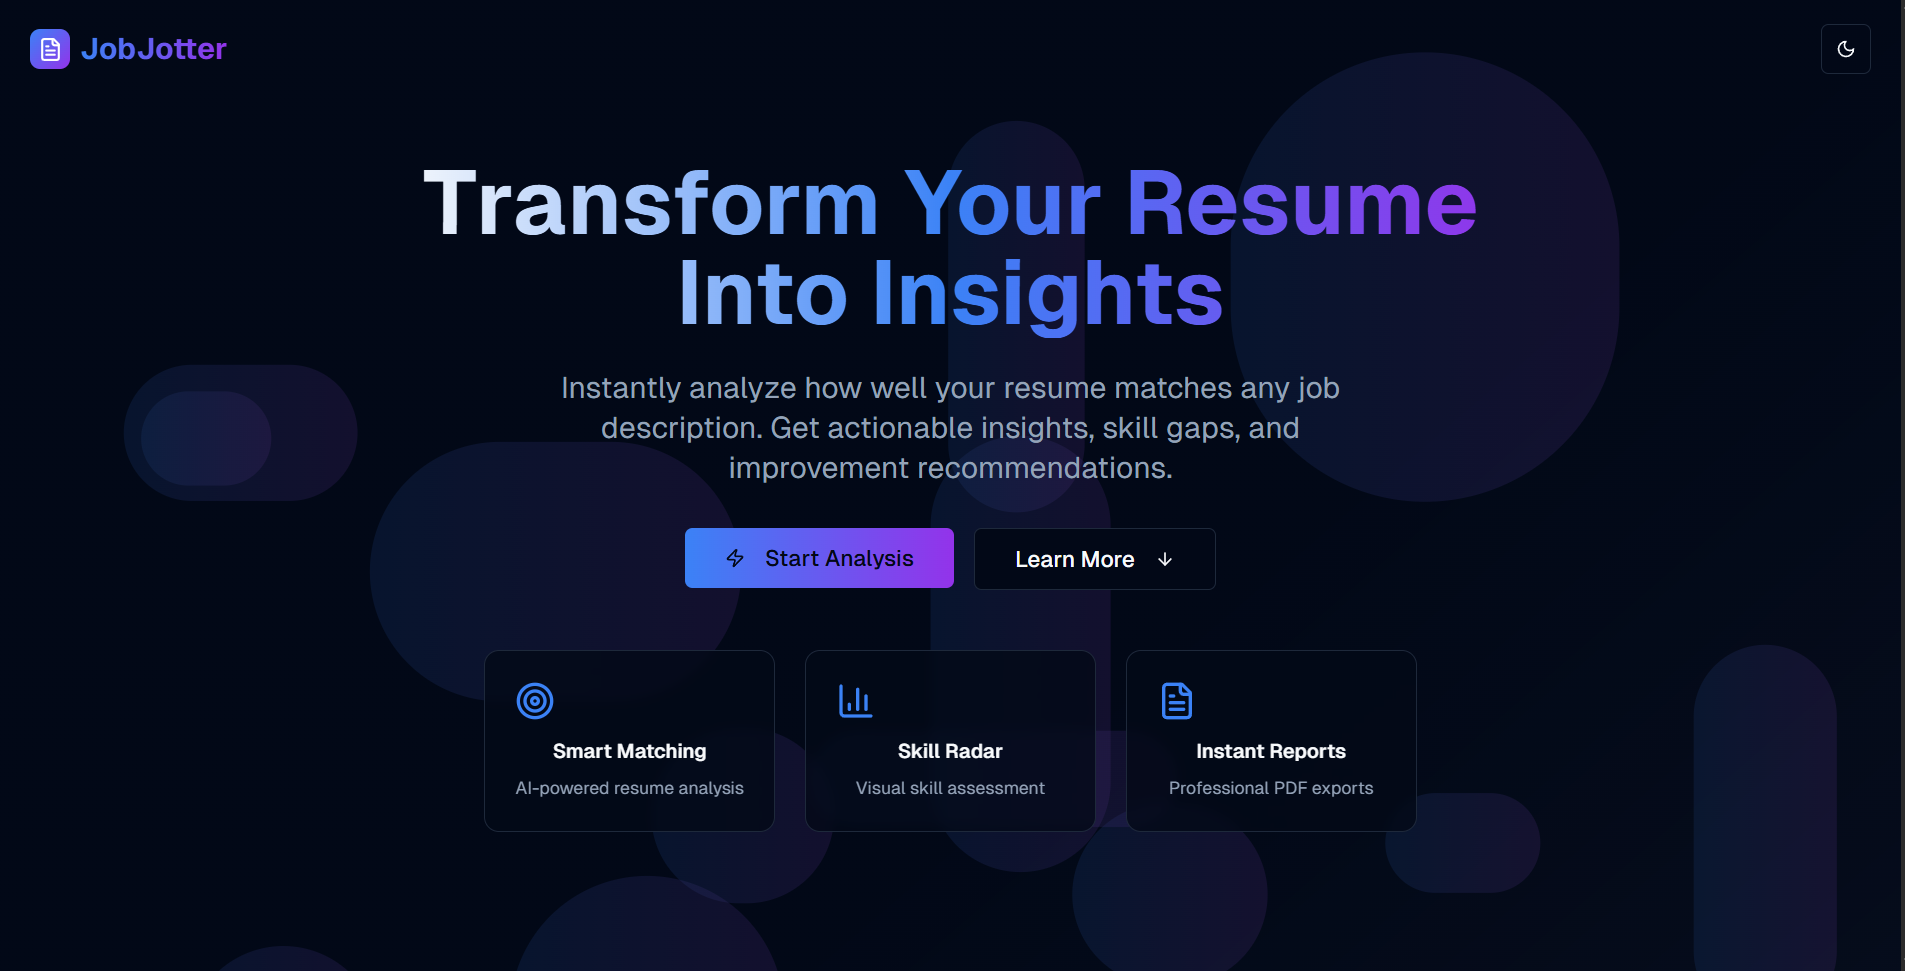 JobJotter
Transform Your Resume
Into Insights
Instantly analyze how well your resume matches any job
description. Get actionable insights, skill gaps, and
improvement recommendations.
Start Analysis
Learn More
Smart Matching
AI-powered resume analysis
Skill Radar
Visual skill assessment
Instant Reports
Professional PDF exports